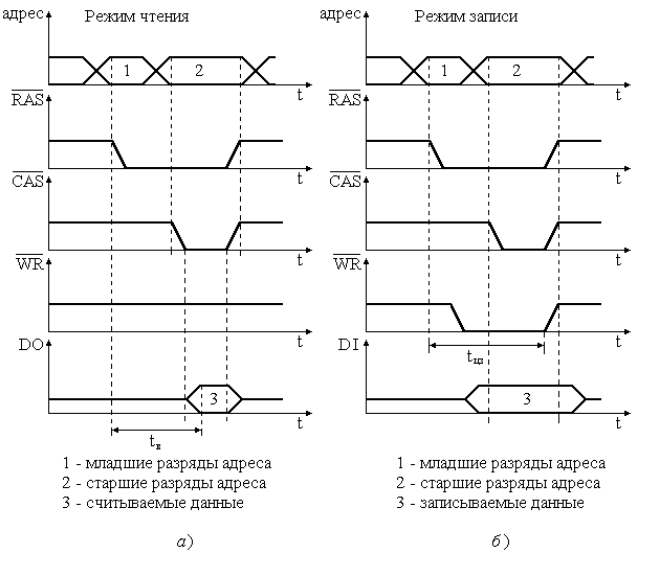 адрес Режим чтения
1 2
t
RAS
t
CAS
t
WR
t
DO
3
t
tв
1 - младшие разряды адреса
2 - старшие разряды адреса
3 - считываемые данные
а)
адрес Режим записи
1 2
t
RAS
t
CAS
t
WR
t
tцз
DI
3
t
1 - младшие разряды адреса
2 - старшие разряды адреса
3 - записываемые данные
б)